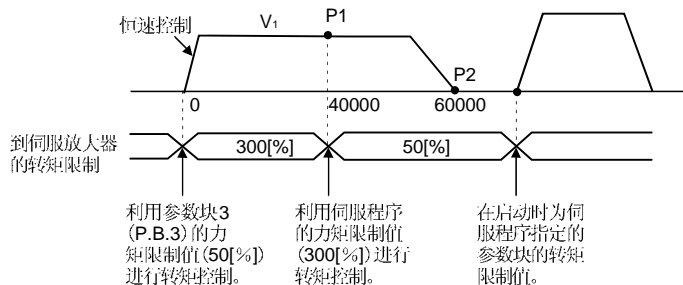 恒速控制
V1
P1
P2
0
40000
60000
到伺服放大器
的转矩限制
300[%]
50[%]
利用参数块3
(P.B.3)的力
矩限制值(50[%])
进行转矩控制。
利用伺服程序
的力矩限制值
(300[%])进行
转矩控制。
在启动时为伺
服程序指定的
参数块的转矩
限制值。